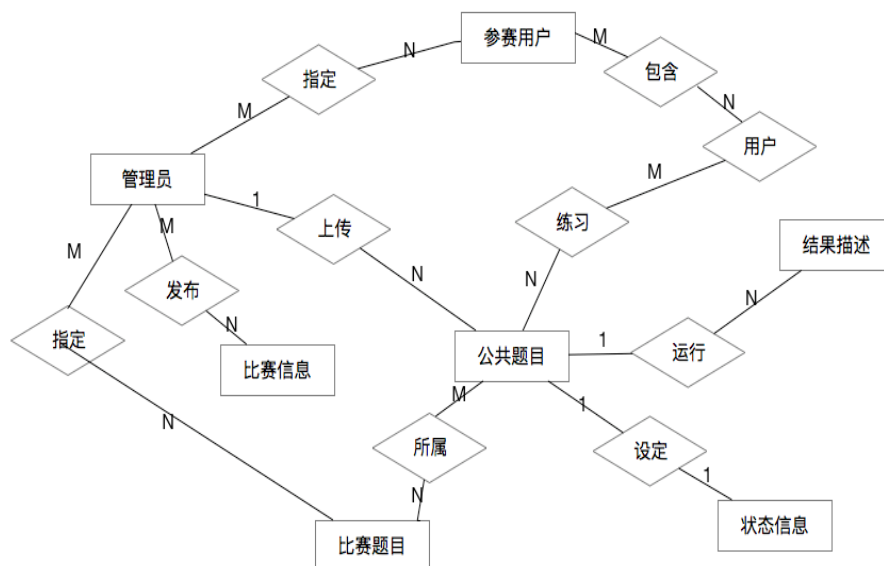 参赛用户
M
N
包含
指定
N
M
用户
管理员
M
1
练习
上传
M
结果描述
M
N
N
发布
N
1
指定
N
运行
公共题目
比赛信息
M
1
N
所属
设定
1
N
比赛题目
状态信息